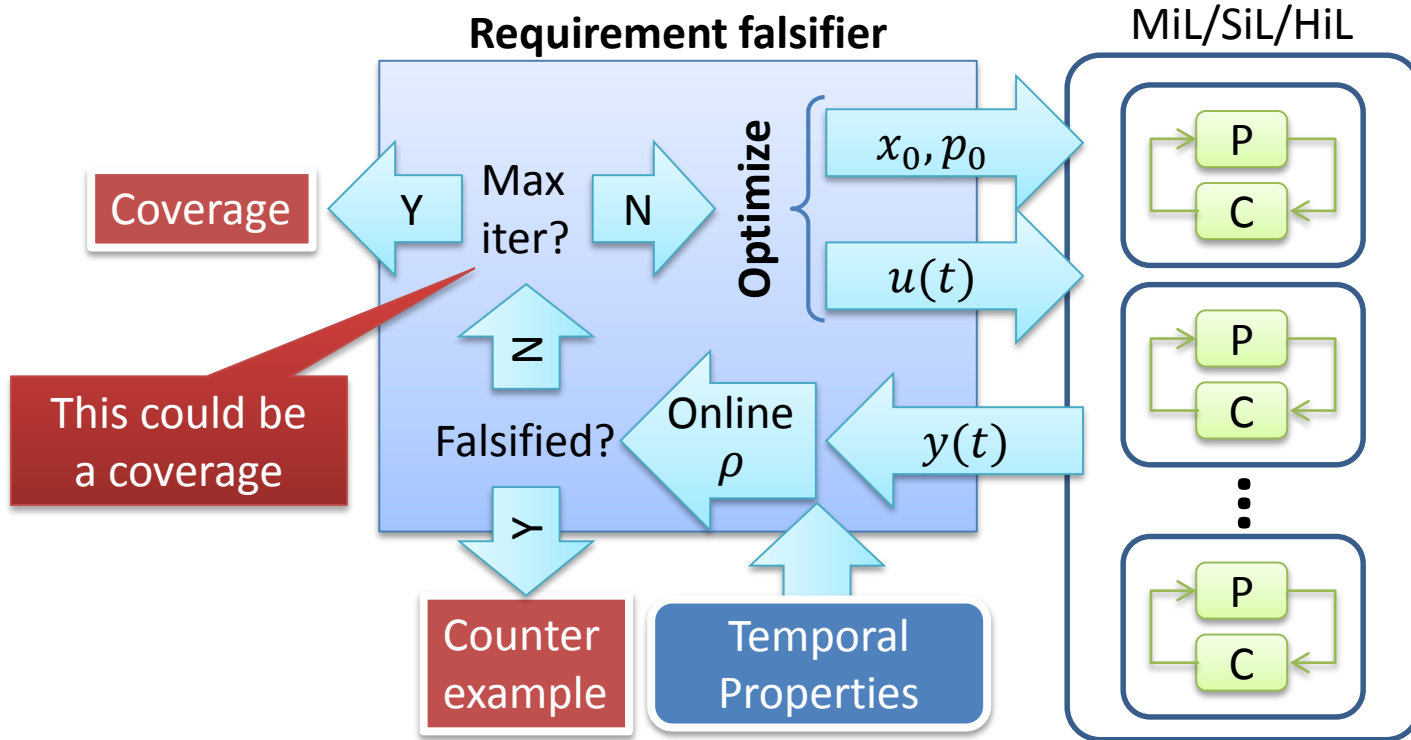 Requirement falsifier
MiL/SiL/HiL
Coverage
Y
Max
iter?
N
Optimize
x₀, p₀
u(t)
P
C
N
This could be
a coverage
Falsified?
Online
ρ
y(t)
P
C
Y
Counter
example
Temporal
Properties
P
C